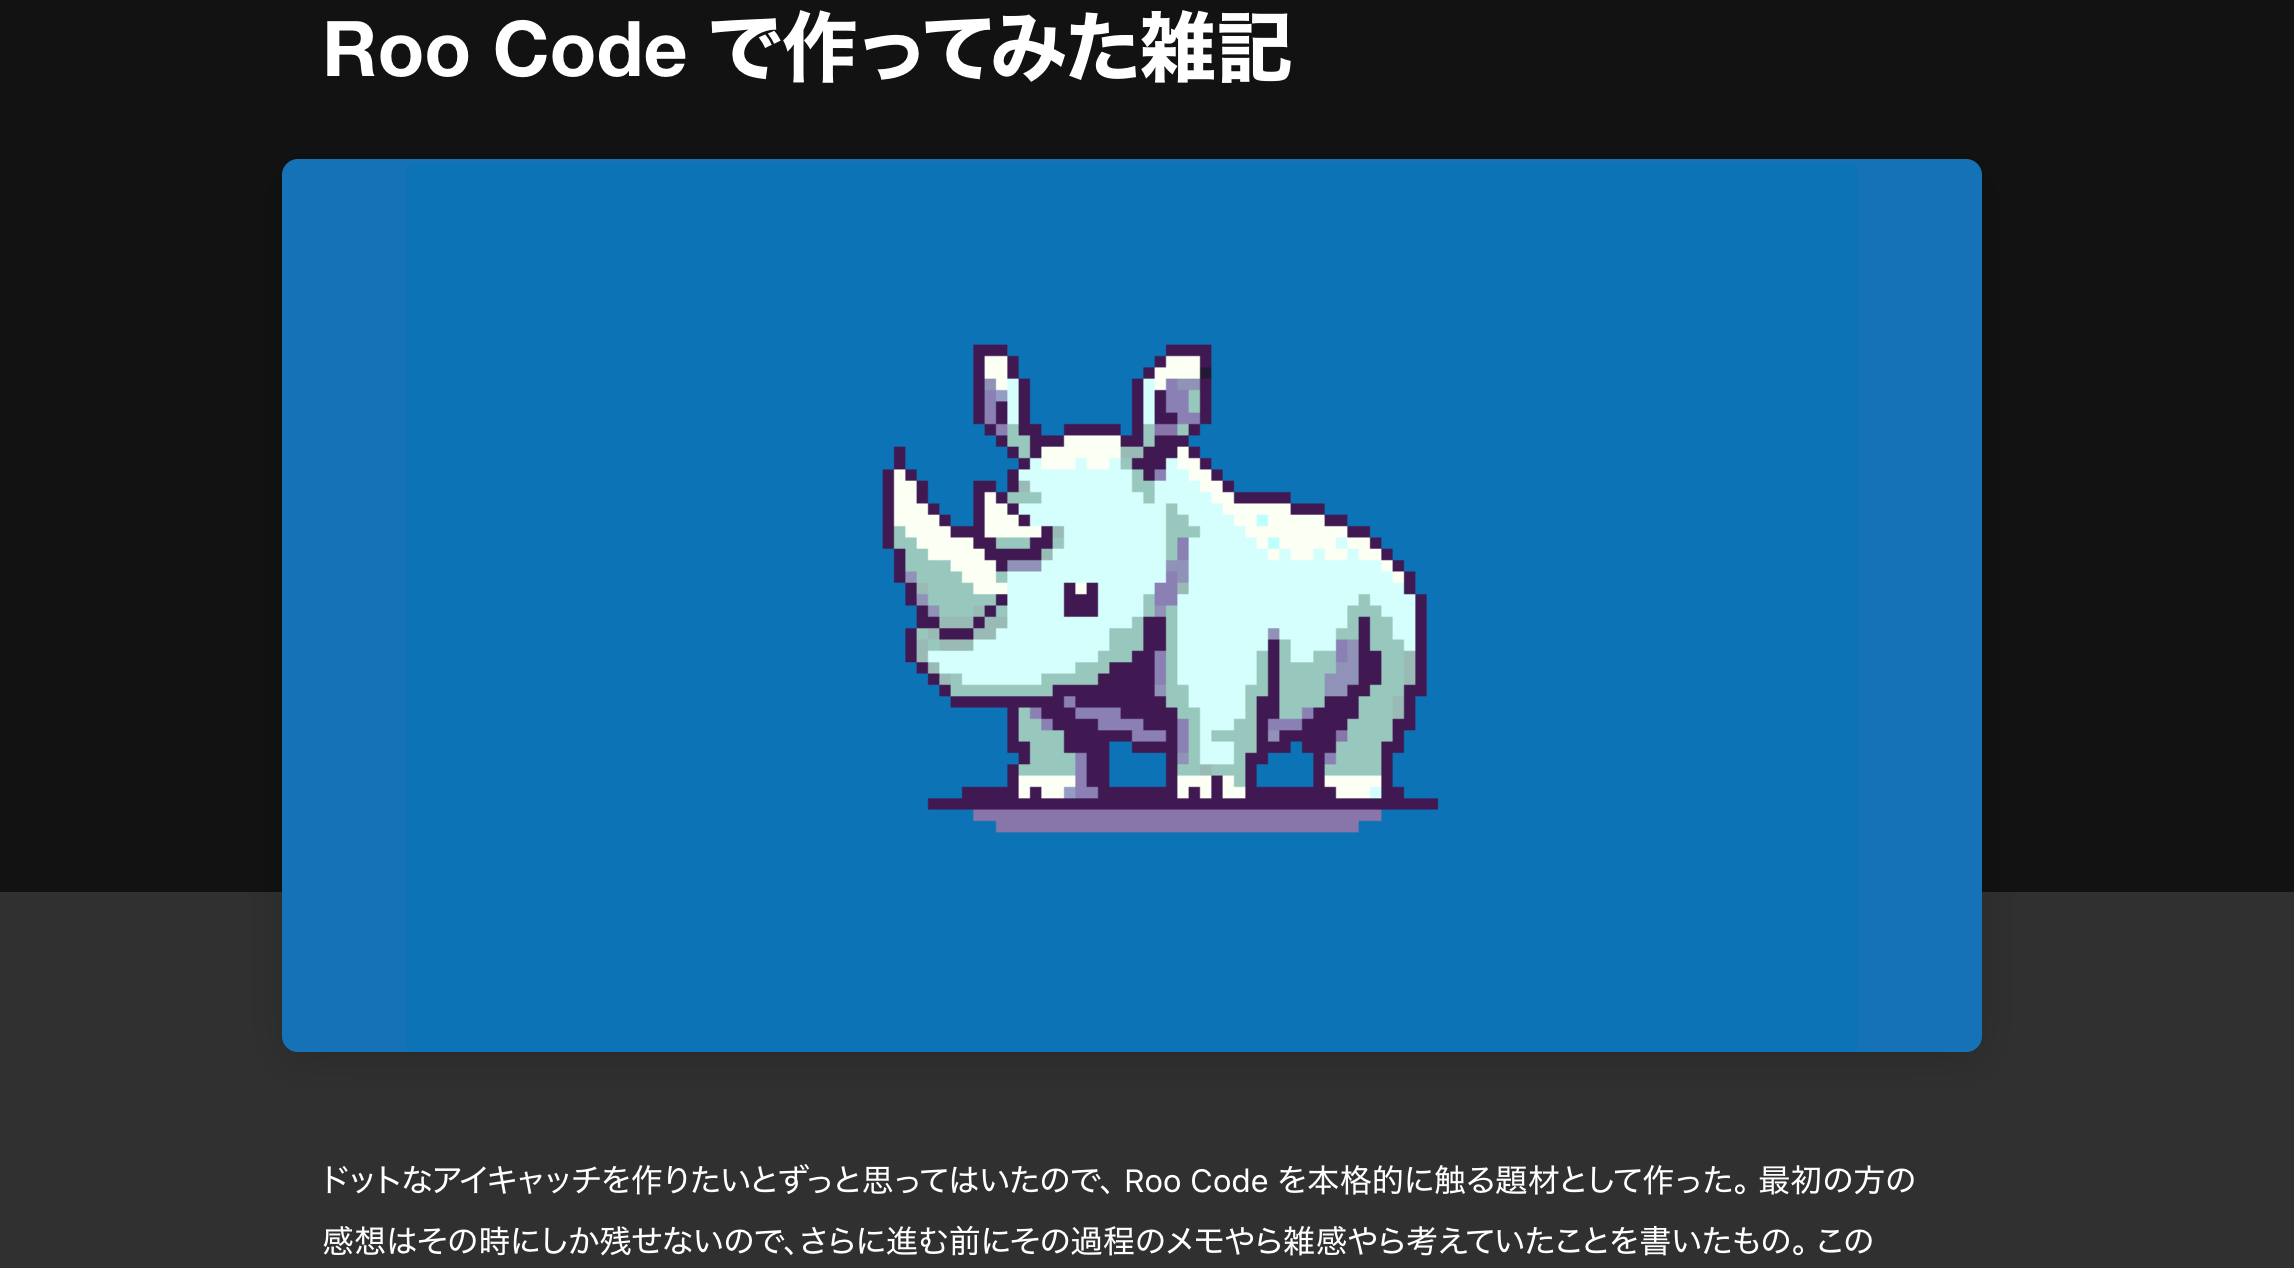 Roo Code で作ってみた雑記
ドットなアイキャッチを作りたいとずっと思ってはいたので、Roo Code を本格的に触る題材として作った。最初の方の
感想はその時にしか残せないので、さらに進む前にその過程のメモやら雑感やら考えていたことを書いたもの。この